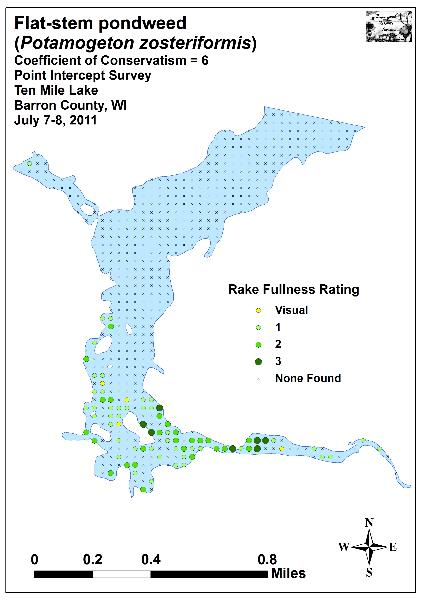 Flat-stem pondweed
(Potamogeton zosteriformis)
Coefficient of Conservatism = 6
Point Intercept Survey
Ten Mile Lake
Barron County, WI
July 7-8, 2011
Rake Fullness Rating
Visual
1
2
3
None Found
N
W E
S
0 0.2 0.4 0.8
Miles